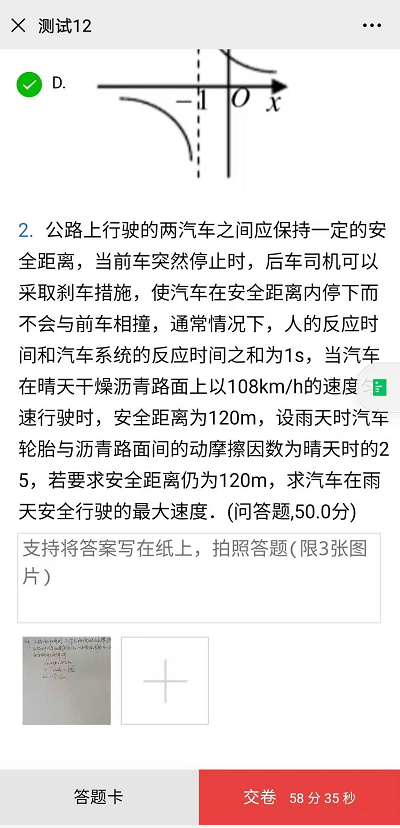 测试12
D.
-1 O x
2. 公路上行驶的两汽车之间应保持一定的安
全距离，当前车突然停止时，后车司机可以
采取刹车措施，使汽车在安全距离内停下而
不会与前车相撞，通常情况下，人的反应时
间和汽车系统的反应时间之和为1s，当汽车
在晴天干燥沥青路面上以108km/h的速度
速行驶时，安全距离为120m，设雨天时汽车
轮胎与沥青路面间的动摩擦因数为晴天时的2
5，若要求安全距离仍为120m，求汽车在雨
天安全行驶的最大速度．(问答题,50.0分)
支持将答案写在纸上，拍照答题(限3张图
片)
答题卡
交卷 58 分 35 秒